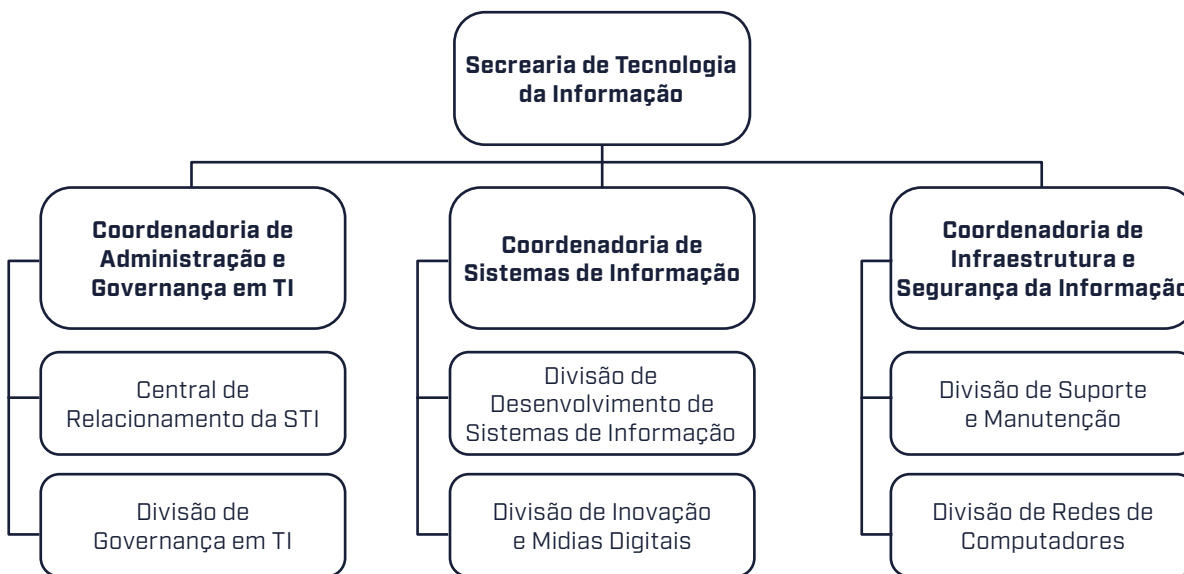 Secrearia de Tecnologia
da Informação
Coordenadoria de
Administração e
Governança em TI
Central de
Relacionamento da STI
Divisão de
Governança em TI
Coordenadoria de
Sistemas de Informação
Divisão de
Desenvolvimento de
Sistemas de Informação
Divisão de Inovação
e Midias Digitais
Coordenadoria de
Infraestrutura e
Segurança da Informação
Divisão de Suporte
e Manutenção
Divisão de Redes de
Computadores